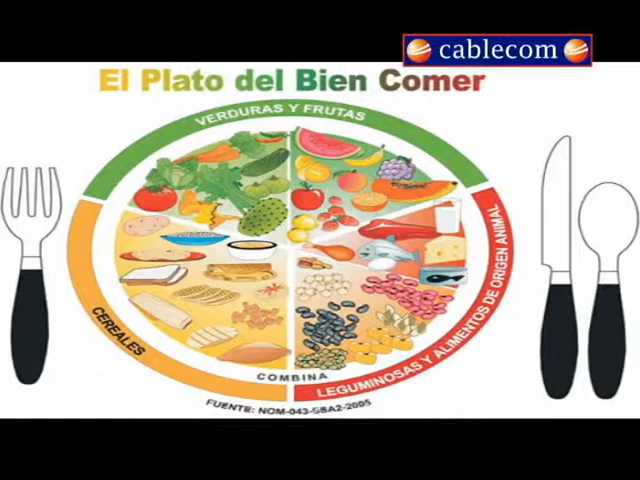 cablecom
El Plato del Bien Comer
VERDURAS Y FRUTAS
CEREALES
LEGUMINOSAS Y ALIMENTOS DE ORIGEN ANIMAL
COMBINA
FUENTE: NOM-043-SSA2-2005